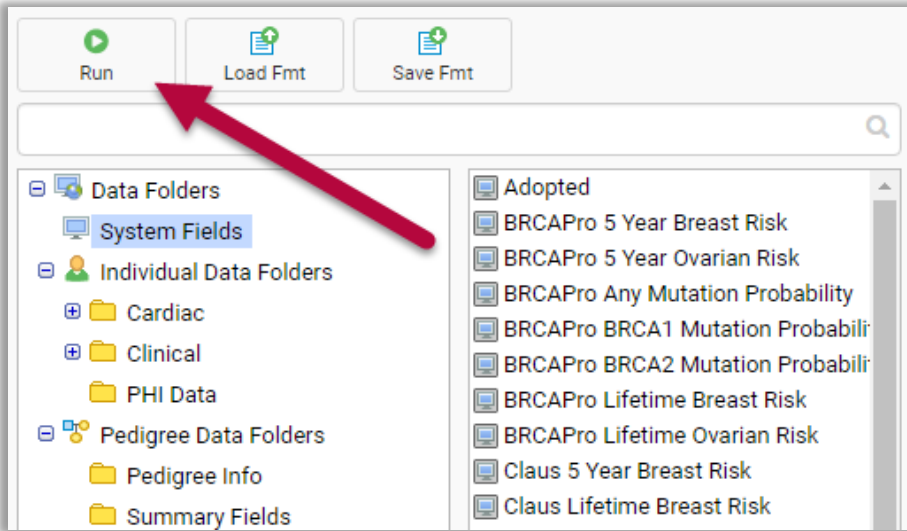 Run
Load Fmt
Save Fmt
Data Folders
System Fields
Individual Data Folders
Cardiac
Clinical
PHI Data
Pedigree Data Folders
Pedigree Info
Summary Fields
Adopted
BRCAPro 5 Year Breast Risk
BRCAPro 5 Year Ovarian Risk
BRCAPro Any Mutation Probability
BRCAPro BRCA1 Mutation Probabili
BRCAPro BRCA2 Mutation Probabili
BRCAPro Lifetime Breast Risk
BRCAPro Lifetime Ovarian Risk
Claus 5 Year Breast Risk
Claus Lifetime Breast Risk